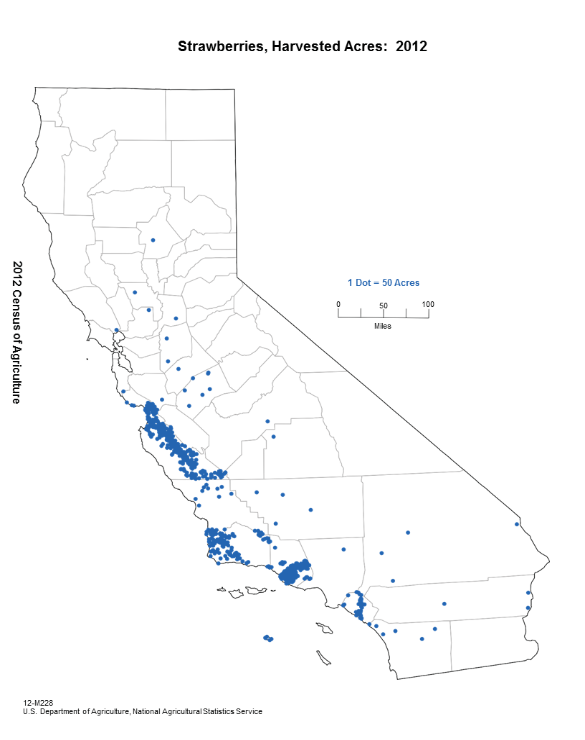 Strawberries, Harvested Acres: 2012
1 Dot = 50 Acres
0 50 100
Miles
2012 Census of Agriculture
12-M228
U.S. Department of Agriculture, National Agricultural Statistics Service